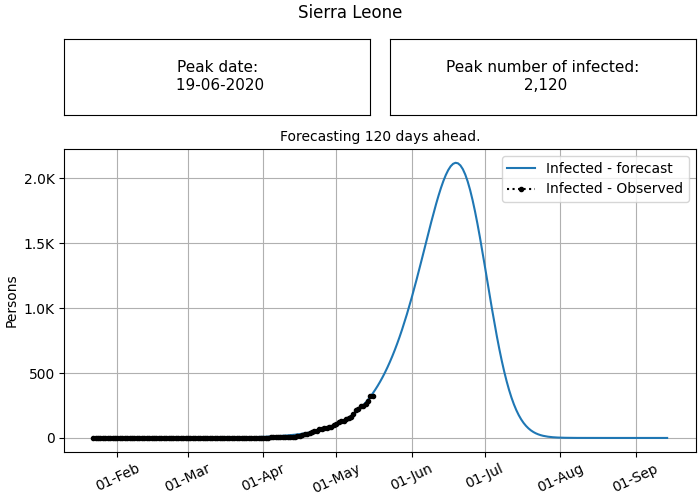 Sierra Leone
Peak date:
19-06-2020
Peak number of infected:
2,120
Forecasting 120 days ahead.
Infected - forecast
Infected - Observed
Persons
2.0K
1.5K
1.0K
500
0
01-Feb
01-Mar
01-Apr
01-May
01-Jun
01-Jul
01-Aug
01-Sep